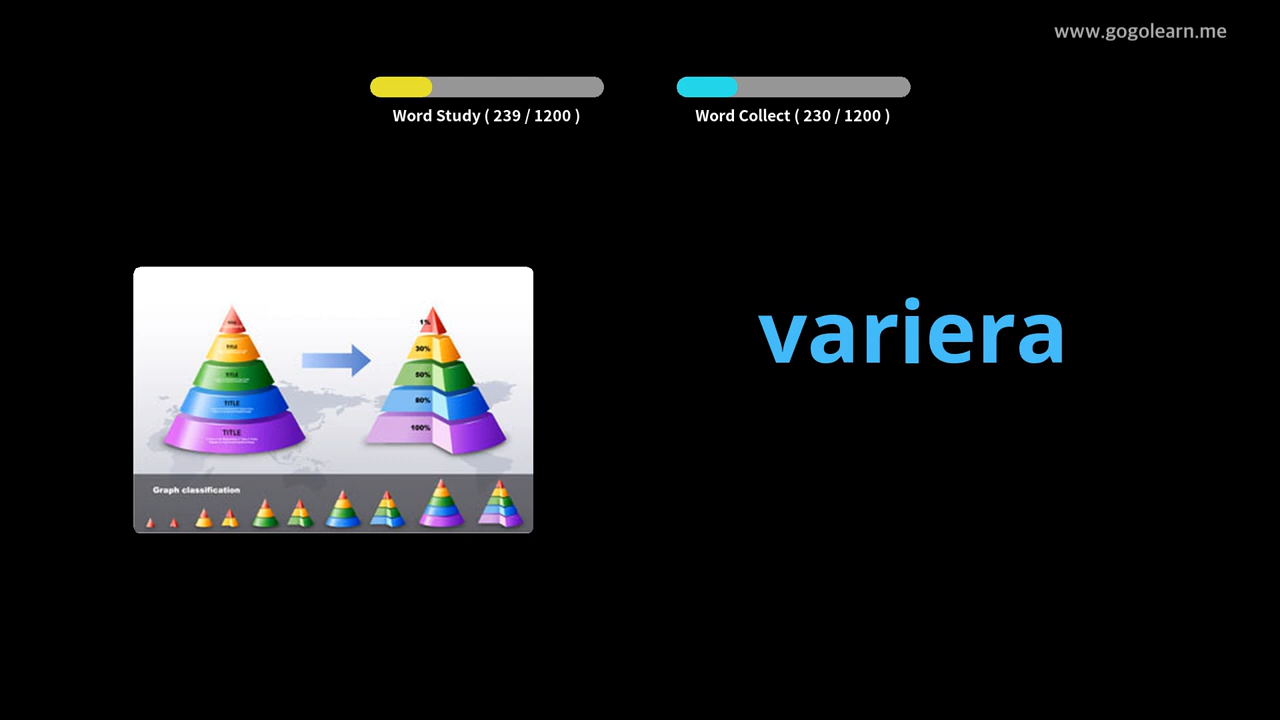 www.gogolearn.me
Word Study ( 239 / 1200 )
Word Collect ( 230 / 1200 )
variera
1%
30%
TITLE
50%
TITLE
80%
TITLE
100%
TITLE
Graph classification